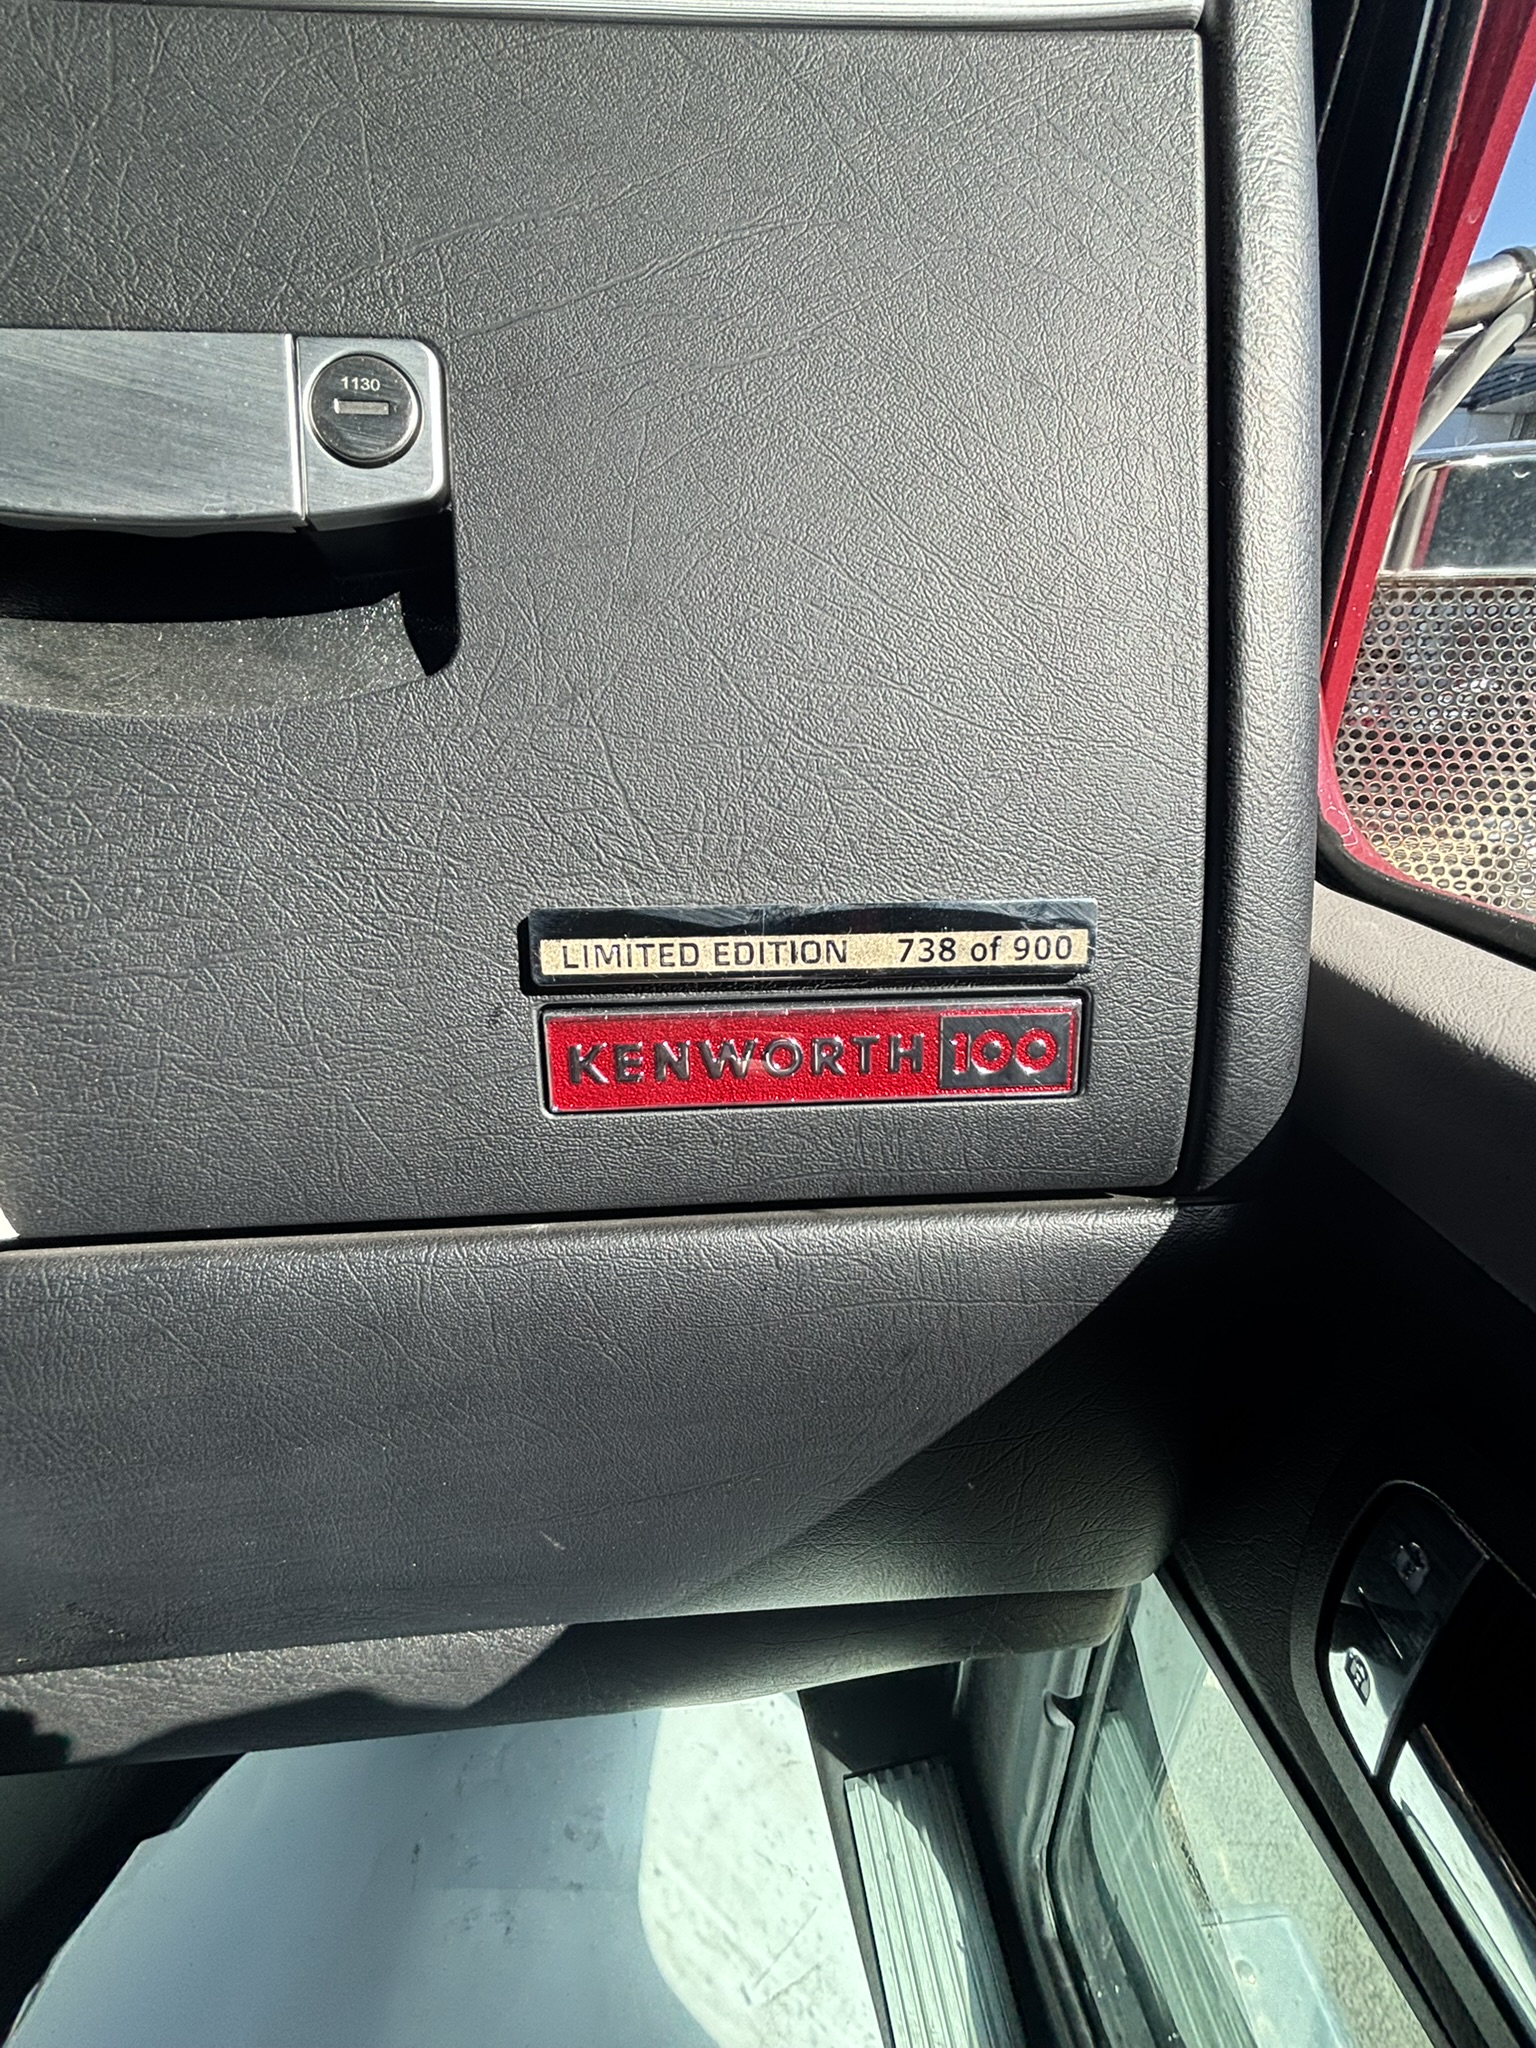 1130
LIMITED EDITION 738 of 900
KENWORTH 100